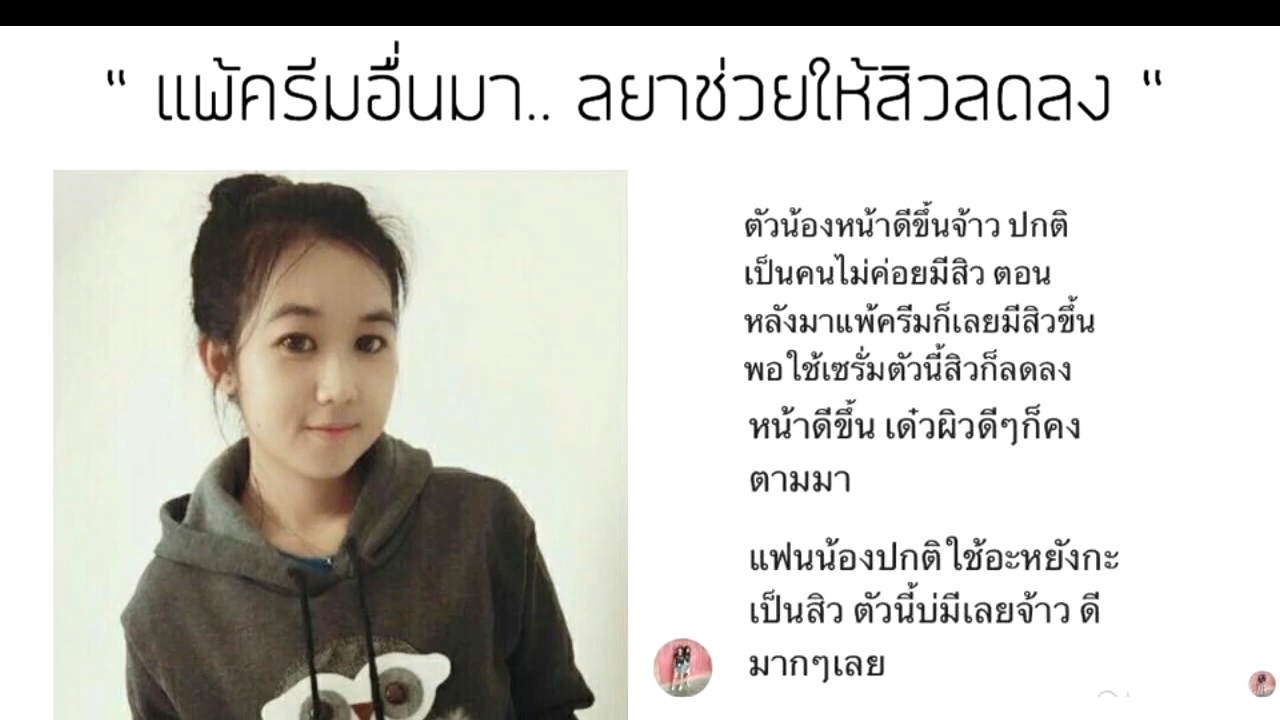 “ แพ้ครีมอื่นมา.. ลยาช่วยให้สิวลดลง “
ตัวน้องหน้าดีขึ้นจ้าว ปกติ
เป็นคนไม่ค่อยมีสิว ตอน
หลังมาแพ้ครีมก็เลยมีสิวขึ้น
พอใช้เซรั่มตัวนี้สิวก็ลดลง
หน้าดีขึ้น เด๋วผิวดีๆก็คง
ตามมา
แฟนน้องปกติใช้อะหยังกะ
เป็นสิว ตัวนี้บ่มีเลยจ้าว ดี
มากๆเลย